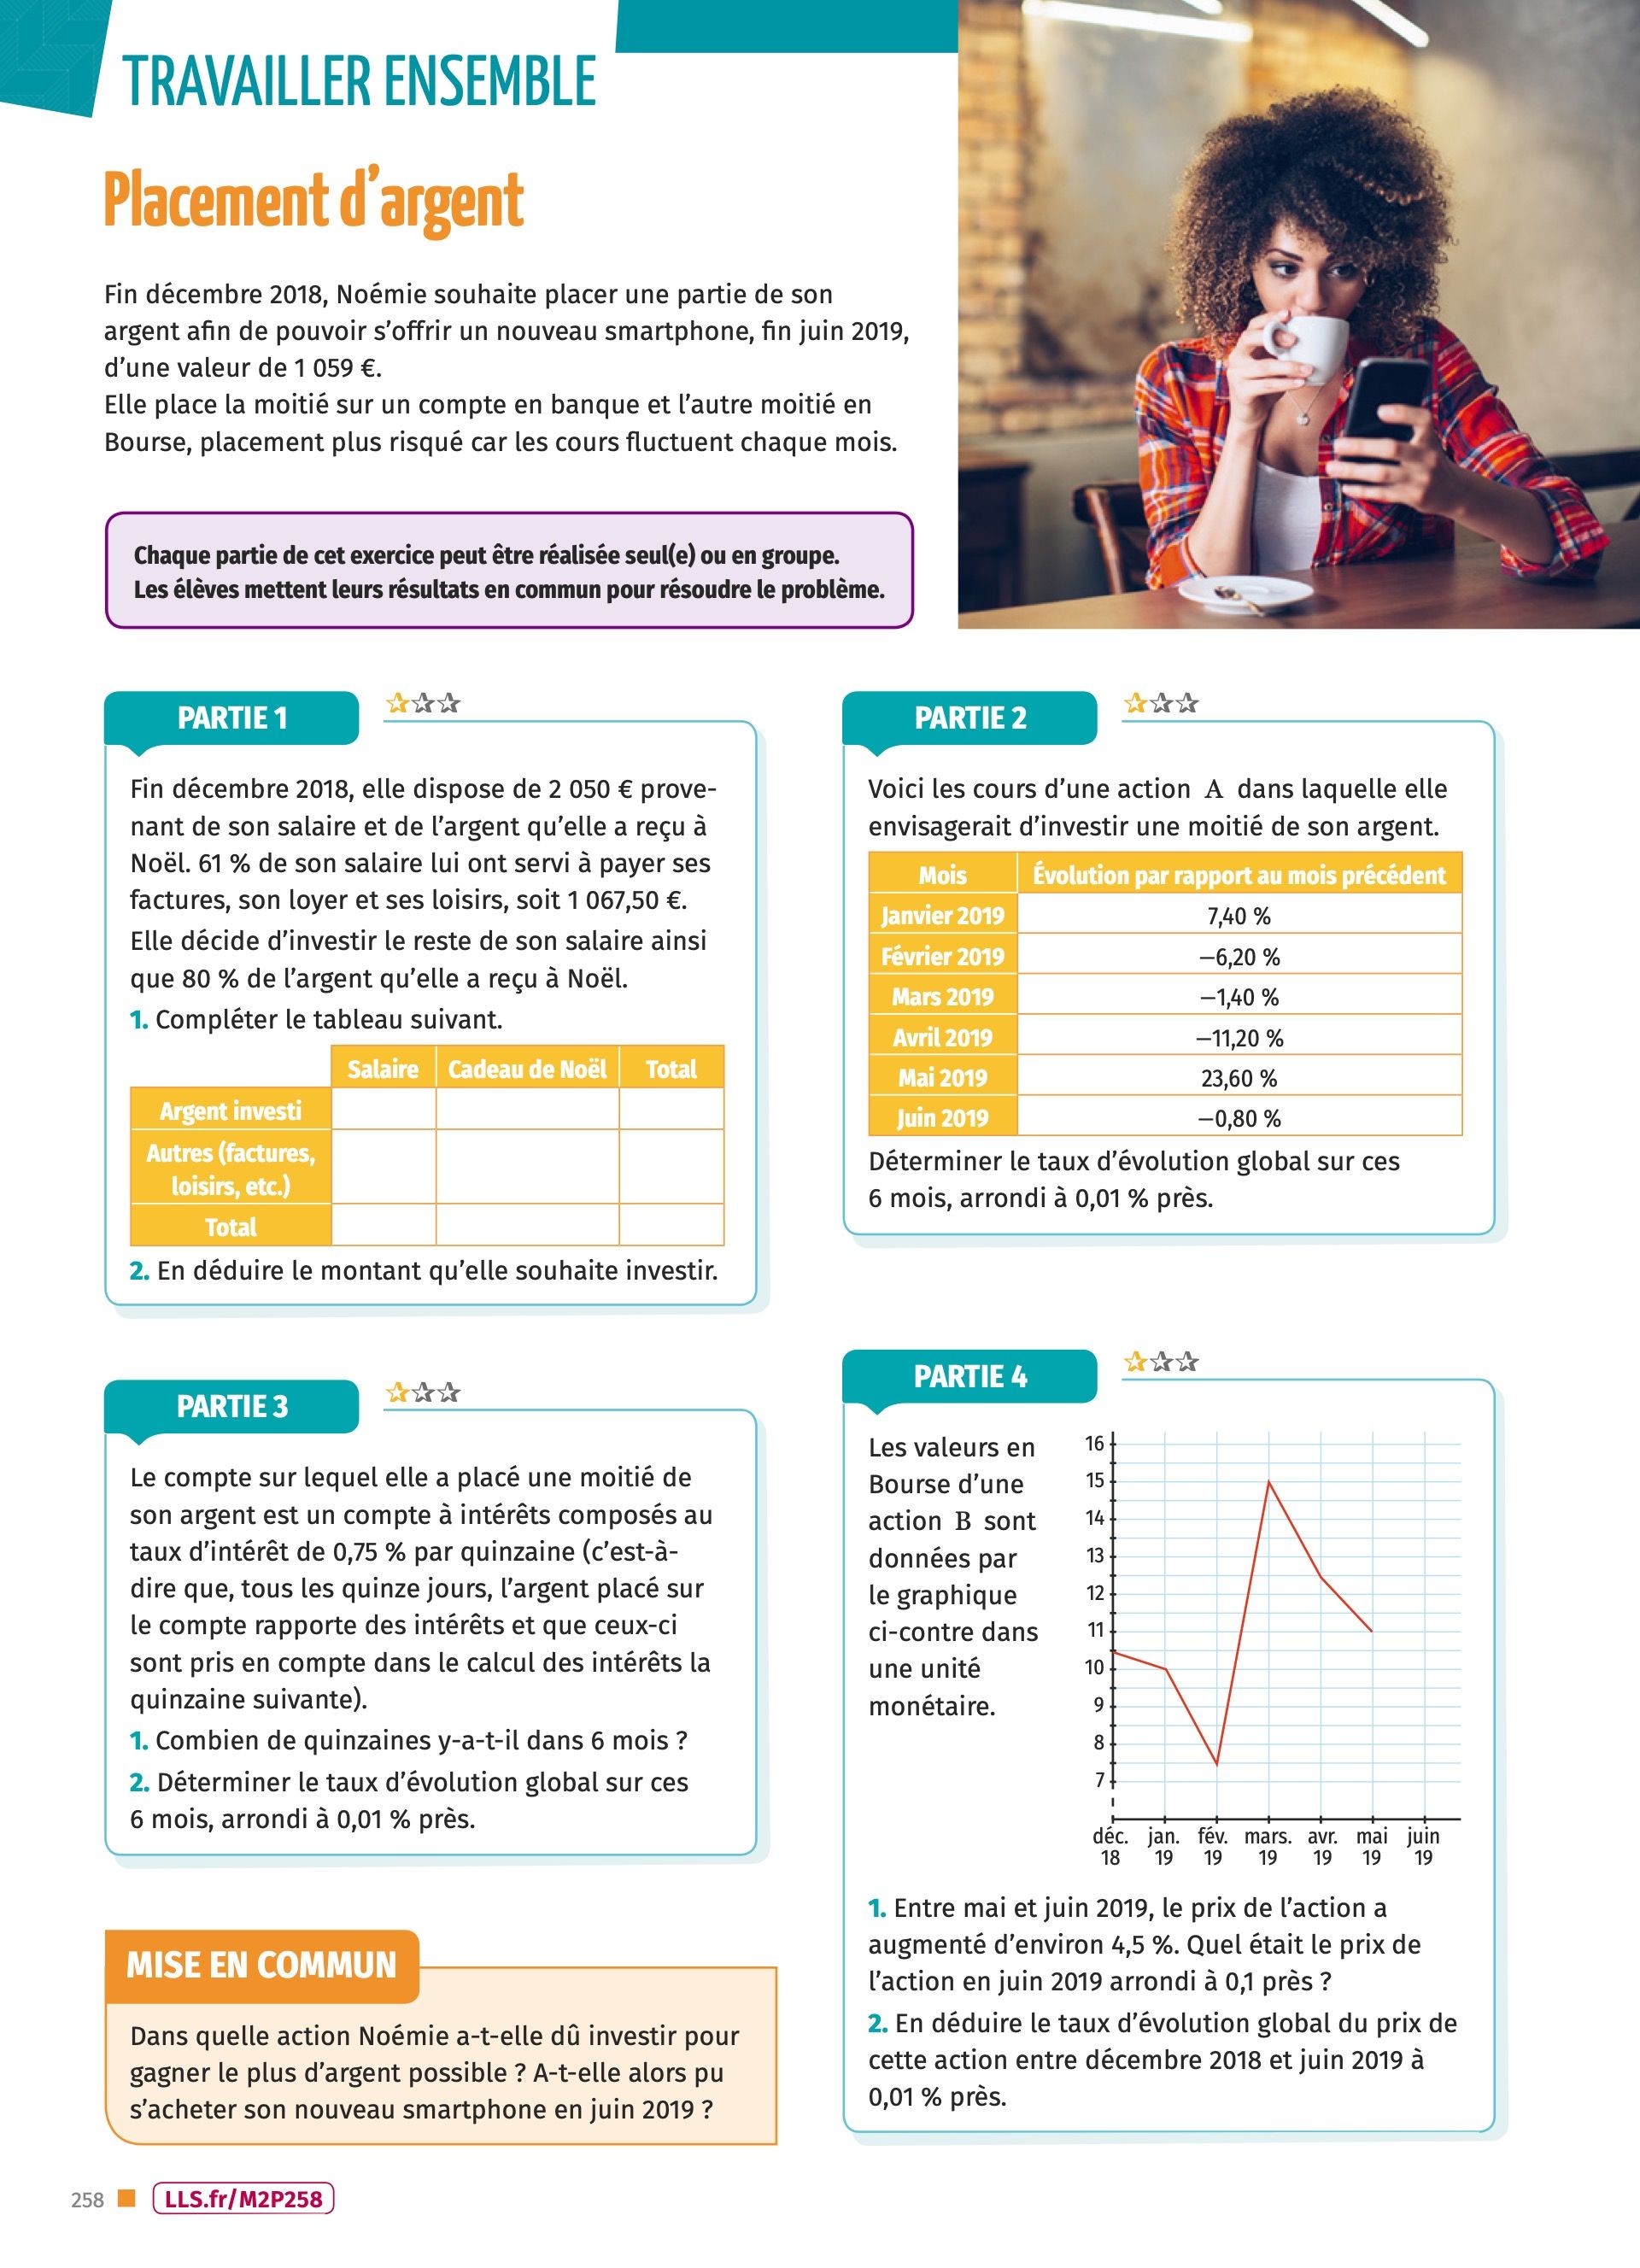 TRAVAILLER ENSEMBLE
Placement d’argent
Fin décembre 2018, Noémie souhaite placer une partie de son
argent afin de pouvoir s’offrir un nouveau smartphone, fin juin 2019,
d’une valeur de 1 059 €.
Elle place la moitié sur un compte en banque et l’autre moitié en
Bourse, placement plus risqué car les cours fluctuent chaque mois.
Chaque partie de cet exercice peut être réalisée seul(e) ou en groupe.
Les élèves mettent leurs résultats en commun pour résoudre le problème.
PARTIE 1
Fin décembre 2018, elle dispose de 2 050 € prove-
nant de son salaire et de l’argent qu’elle a reçu à
Noël. 61 % de son salaire lui ont servi à payer ses
factures, son loyer et ses loisirs, soit 1 067,50 €.
Elle décide d’investir le reste de son salaire ainsi
que 80 % de l’argent qu’elle a reçu à Noël.
1. Compléter le tableau suivant.
Salaire Cadeau de Noël Total
Argent investi
Autres (factures,
loisirs, etc.)
Total
2. En déduire le montant qu’elle souhaite investir.
PARTIE 2
Voici les cours d’une action A dans laquelle elle
envisagerait d’investir une moitié de son argent.
Mois Évolution par rapport au mois précédent
Janvier 2019 7,40 %
Février 2019 –6,20 %
Mars 2019 –1,40 %
Avril 2019 –11,20 %
Mai 2019 23,60 %
Juin 2019 –0,80 %
Déterminer le taux d’évolution global sur ces
6 mois, arrondi à 0,01 % près.
PARTIE 3
Le compte sur lequel elle a placé une moitié de
son argent est un compte à intérêts composés au
taux d’intérêt de 0,75 % par quinzaine (c’est-à-
dire que, tous les quinze jours, l’argent placé sur
le compte rapporte des intérêts et que ceux-ci
sont pris en compte dans le calcul des intérêts la
quinzaine suivante).
1. Combien de quinzaines y-a-t-il dans 6 mois ?
2. Déterminer le taux d’évolution global sur ces
6 mois, arrondi à 0,01 % près.
PARTIE 4
Les valeurs en
Bourse d’une
action B sont
données par
le graphique
ci-contre dans
une unité
monétaire.
16
15
14
13
12
11
10
9
8
7
déc. jan. fév. mars. avr. mai juin
18 19 19 19 19 19 19
1. Entre mai et juin 2019, le prix de l’action a
augmenté d’environ 4,5 %. Quel était le prix de
l’action en juin 2019 arrondi à 0,1 près ?
2. En déduire le taux d’évolution global du prix de
cette action entre décembre 2018 et juin 2019 à
0,01 % près.
MISE EN COMMUN
Dans quelle action Noémie a-t-elle dû investir pour
gagner le plus d’argent possible ? A-t-elle alors pu
s’acheter son nouveau smartphone en juin 2019 ?
258 LLS.fr/M2P258